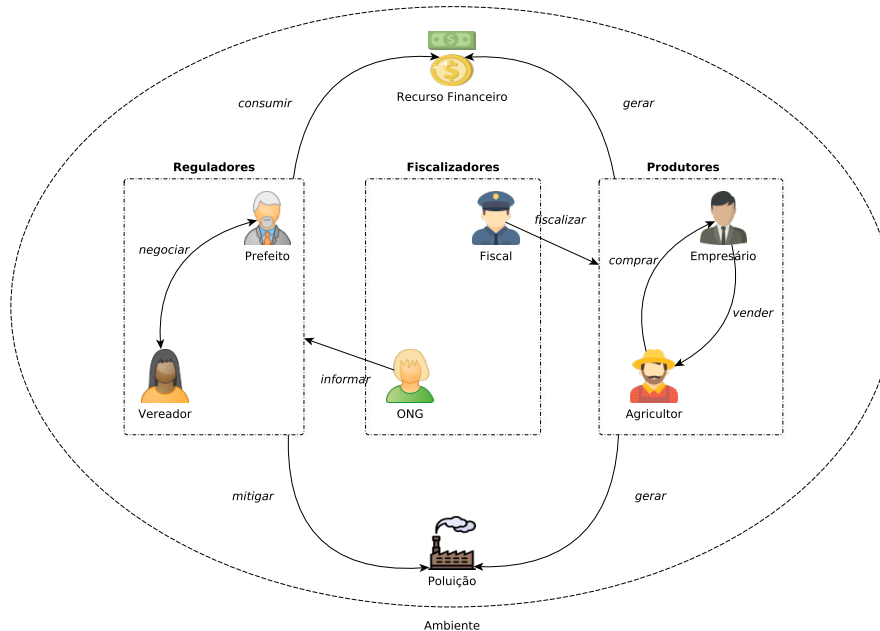 Recurso Financeiro
consumir
gerar
Reguladores
Fiscalizadores
Produtores
Prefeito
negociar
Vereador
Fiscal
fiscalizar
informar
ONG
Empresário
comprar
vender
Agricultor
mitigar
gerar
Poluição
Ambiente